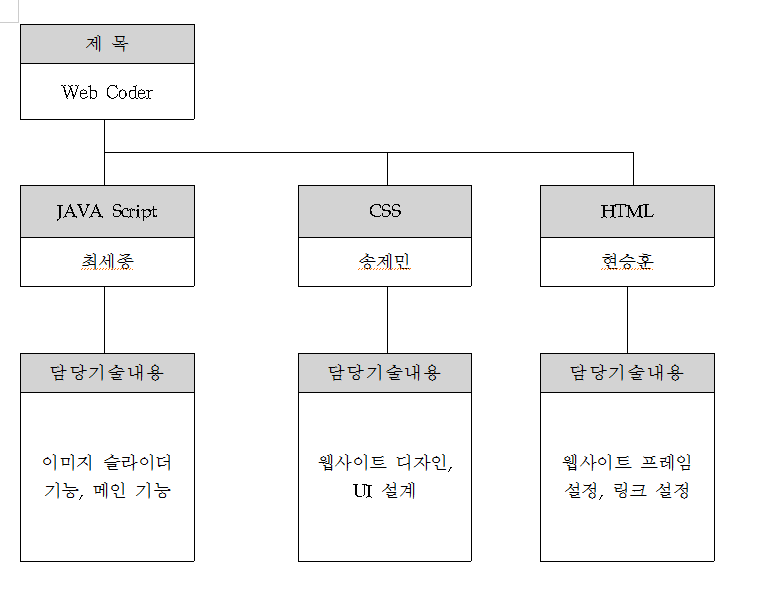 제 목
Web Coder
JAVA Script
CSS
HTML
최세종
송제민
현승훈
담당기술내용
담당기술내용
담당기술내용
이미지 슬라이더
기능, 메인 기능
웹사이트 디자인,
UI 설계
웹사이트 프레임
설정, 링크 설정